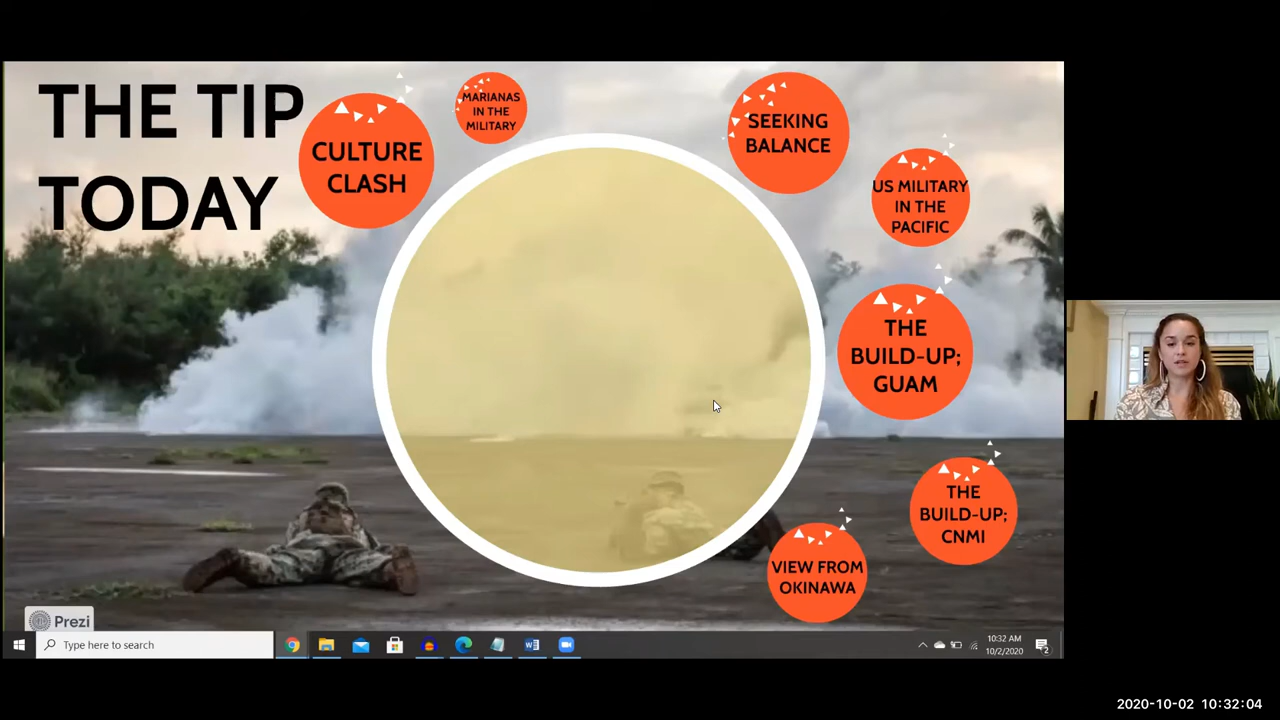 THE TIP
TODAY
CULTURE
CLASH
MARIANAS
IN THE
MILITARY
SEEKING
BALANCE
US MILITARY
IN THE
PACIFIC
THE
BUILD-UP;
GUAM
THE
BUILD-UP;
CNMI
VIEW FROM
OKINAWA
Prezi
Type here to search
10:32 AM
10/2/2020
2
2020-10-02 10:32:04